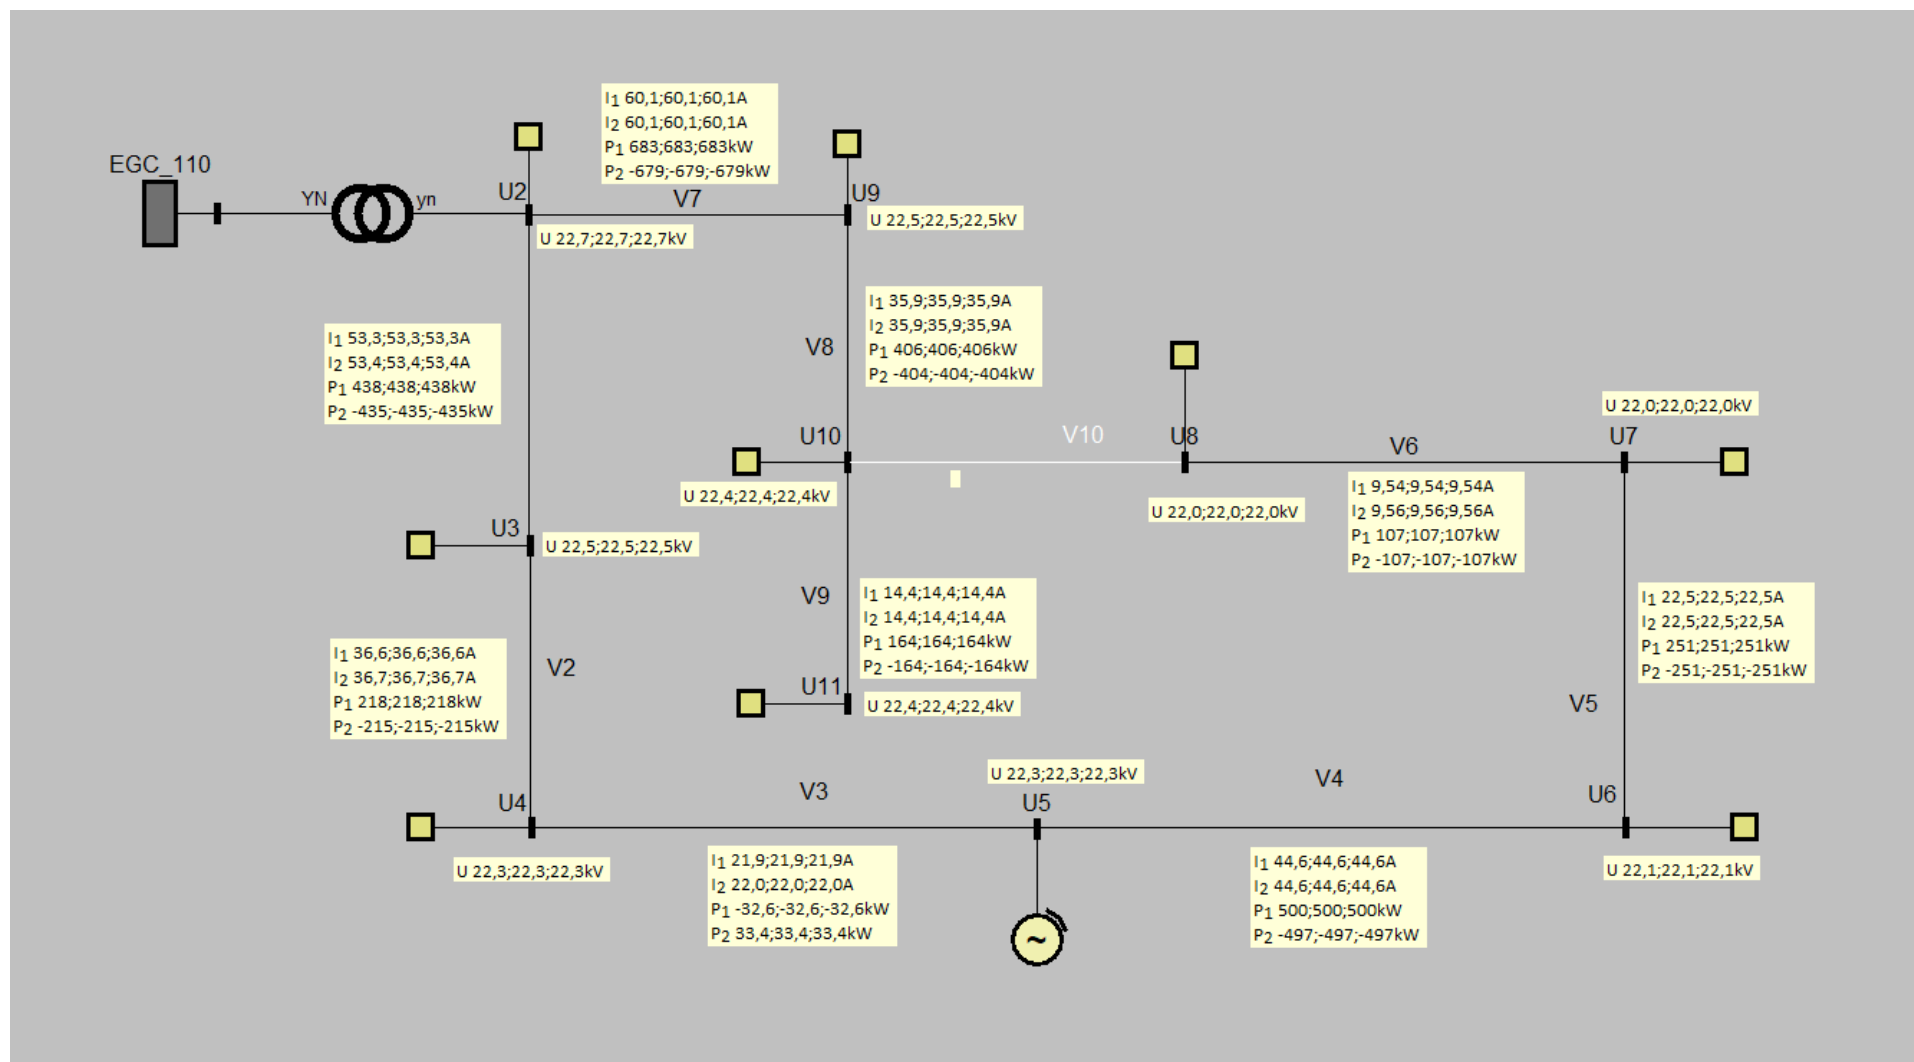 I1 60,1;60,1;60,1A
I2 60,1;60,1;60,1A
P1 683;683;683kW
P2 -679;-679;-679kW
EGC_110
YN
yn
U2
V7
U9
U 22,5;22,5;22,5kV
U 22,7;22,7;22,7kV
I1 53,3;53,3;53,3A
I2 53,4;53,4;53,4A
P1 438;438;438kW
P2 -435;-435;-435kW
V8
I1 35,9;35,9;35,9A
I2 35,9;35,9;35,9A
P1 406;406;406kW
P2 -404;-404;-404kW
U10
V10
U8
V6
U 22,0;22,0;22,0kV
U7
U 22,4;22,4;22,4kV
U 22,0;22,0;22,0kV
I1 9,54;9,54;9,54A
I2 9,56;9,56;9,56A
P1 107;107;107kW
P2 -107;-107;-107kW
U3
U 22,5;22,5;22,5kV
V9
I1 14,4;14,4;14,4A
I2 14,4;14,4;14,4A
P1 164;164;164kW
P2 -164;-164;-164kW
I1 22,5;22,5;22,5A
I2 22,5;22,5;22,5A
P1 251;251;251kW
P2 -251;-251;-251kW
I1 36,6;36,6;36,6A
I2 36,7;36,7;36,7A
P1 218;218;218kW
P2 -215;-215;-215kW
V2
U11
U 22,4;22,4;22,4kV
V5
U 22,3;22,3;22,3kV
U4
V3
U5
V4
U6
U 22,3;22,3;22,3kV
I1 21,9;21,9;21,9A
I2 22,0;22,0;22,0A
P1 -32,6;-32,6;-32,6kW
P2 33,4;33,4;33,4kW
I1 44,6;44,6;44,6A
I2 44,6;44,6;44,6A
P1 500;500;500kW
P2 -497;-497;-497kW
U 22,1;22,1;22,1kV
~